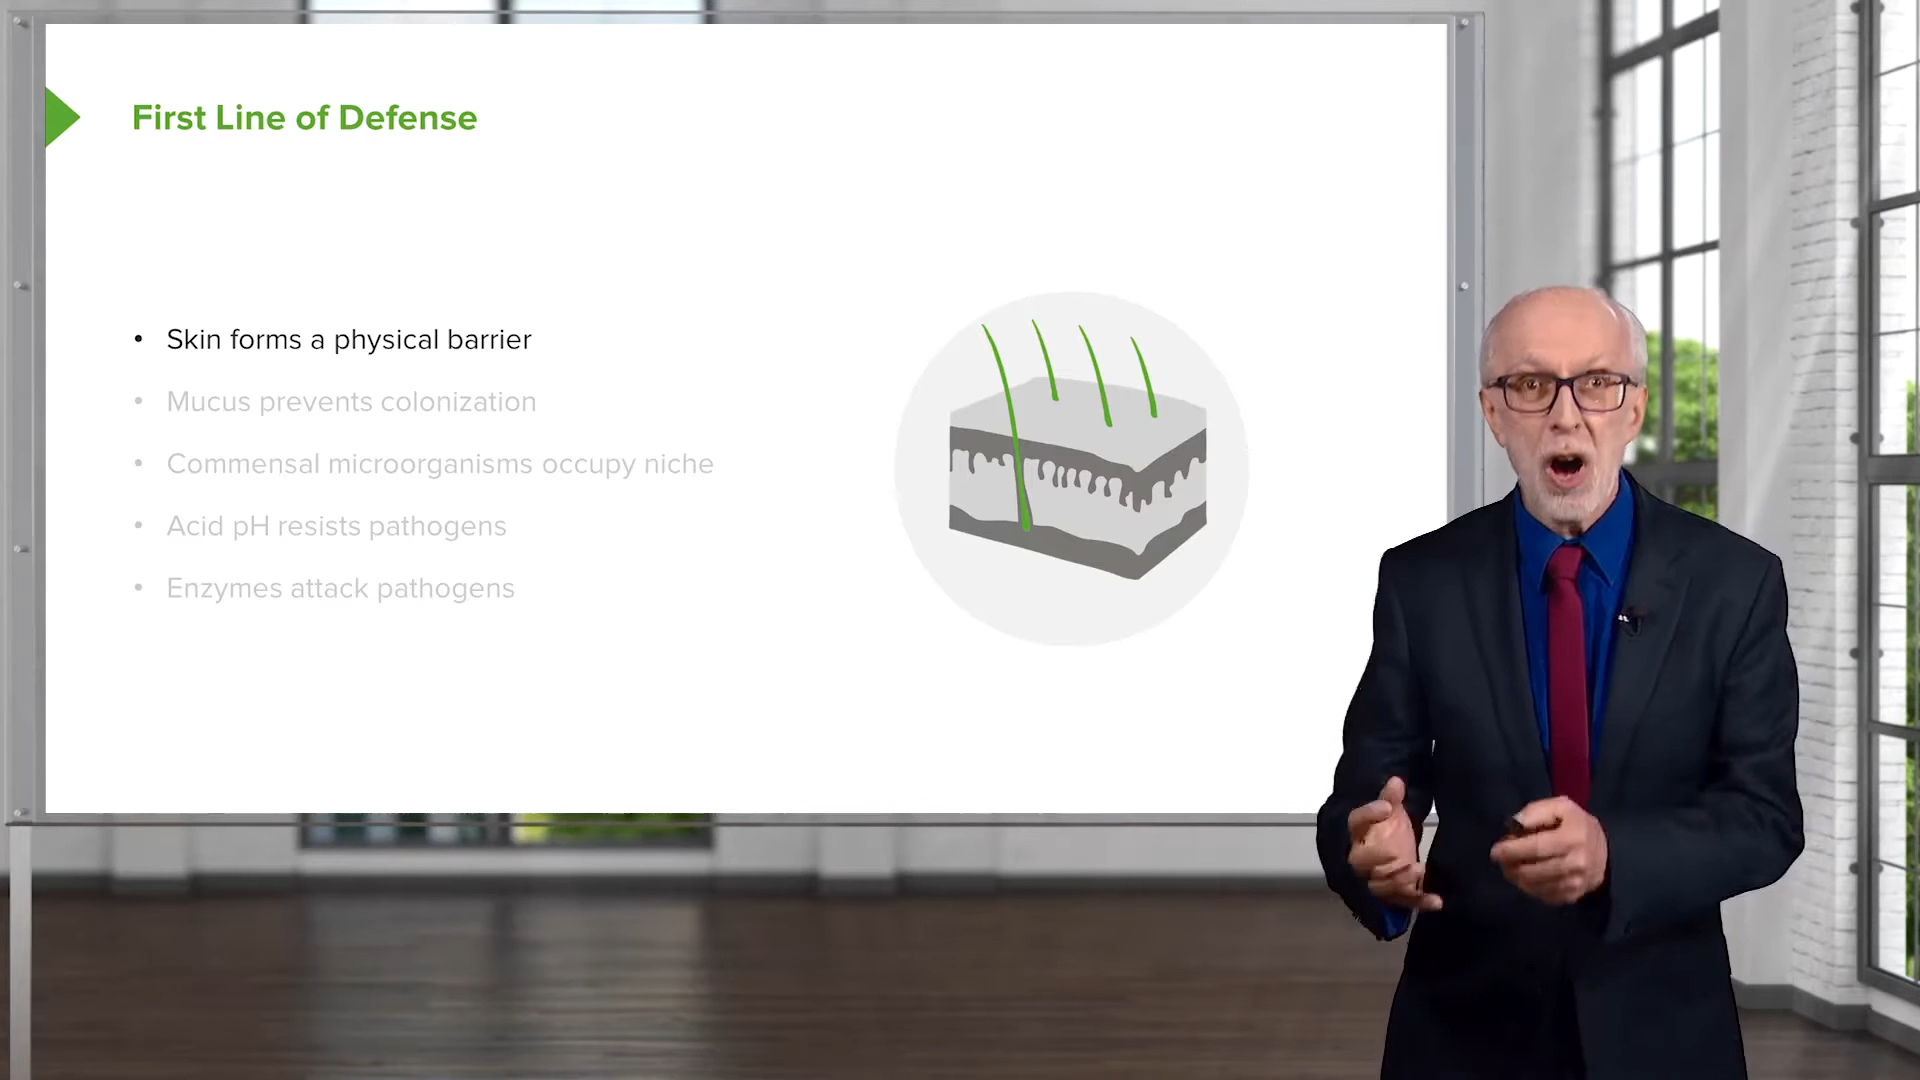 First Line of Defense
• Skin forms a physical barrier
• Mucus prevents colonization
• Commensal microorganisms occupy niche
• Acid pH resists pathogens
• Enzymes attack pathogens